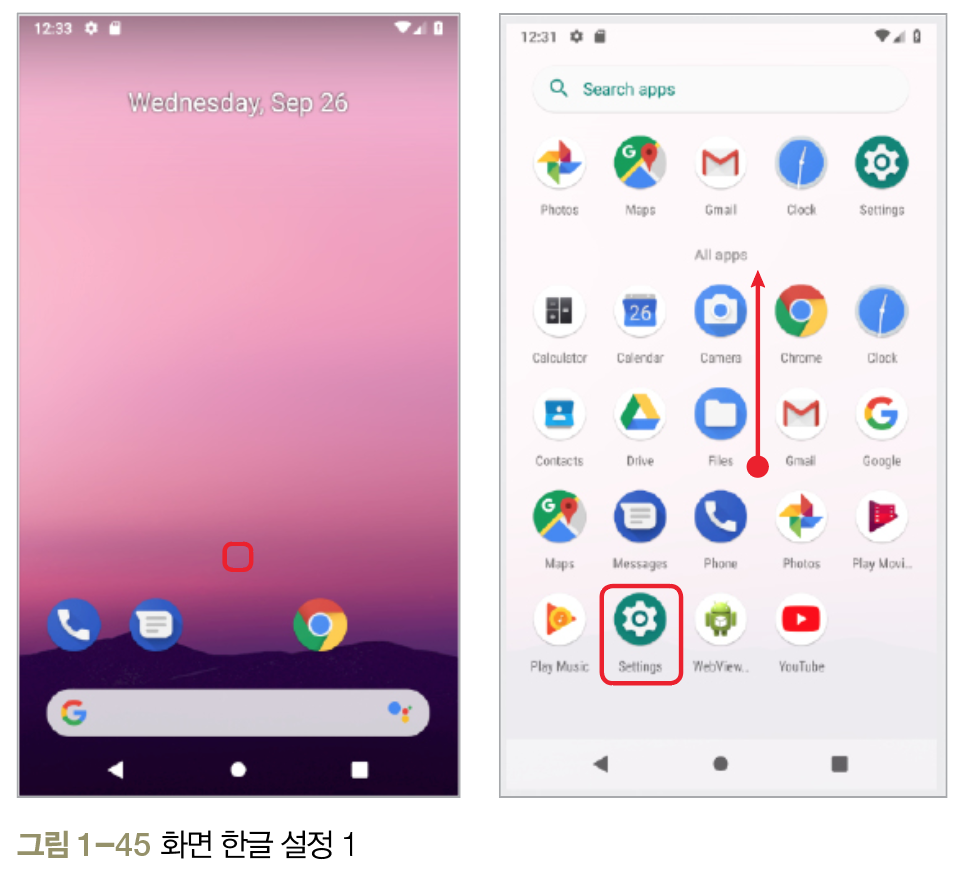 12:33
Wednesday, Sep 26
12:31
Search apps
Photos Maps Gmail Clock Settings
All apps
26
Calculator Calendar Camera Chrome Clock
Contacts Drive Files Gmail Google
Maps Messages Phone Photos Play Movi...
Play Music Settings WebView... YouTube
그림 1-45 화면 한글 설정 1